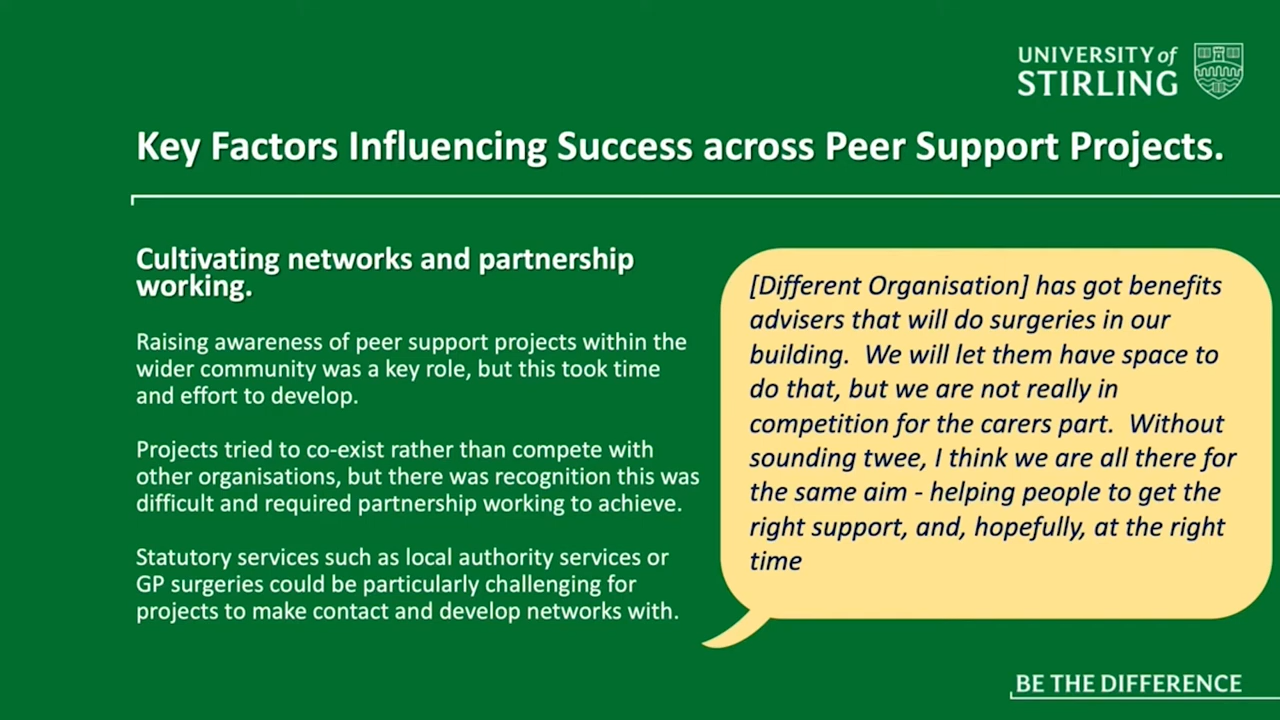 UNIVERSITY of
STIRLING
Key Factors Influencing Success across Peer Support Projects.
Cultivating networks and partnership
working.
Raising awareness of peer support projects within the
wider community was a key role, but this took time
and effort to develop.
Projects tried to co-exist rather than compete with
other organisations, but there was recognition this was
difficult and required partnership working to achieve.
Statutory services such as local authority services or
GP surgeries could be particularly challenging for
projects to make contact and develop networks with.
[Different Organisation] has got benefits
advisers that will do surgeries in our
building.  We will let them have space to
do that, but we are not really in
competition for the carers part.  Without
sounding twee, I think we are all there for
the same aim - helping people to get the
right support, and, hopefully, at the right
time
BE THE DIFFERENCE